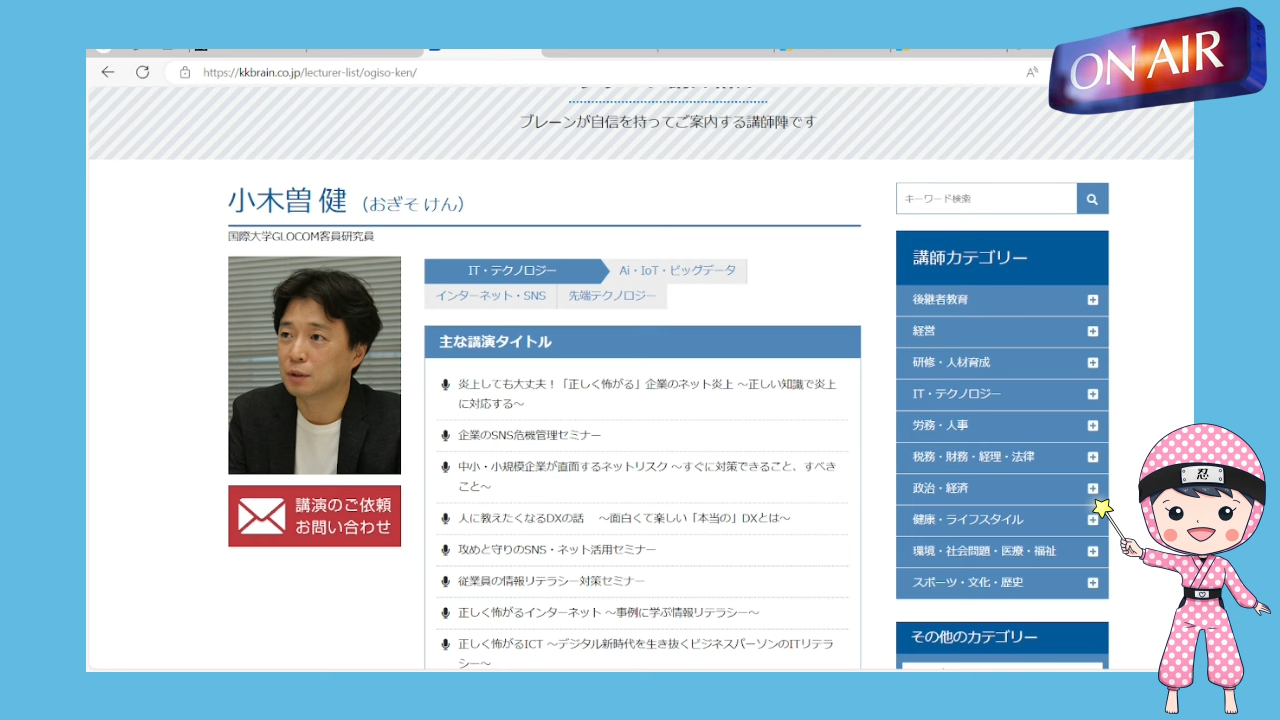 https://kkbrain.co.jp/lecturer-list/ogiso-ken/
ON AIR
ブレーンが自信を持ってご案内する講師陣です
小木曽 健 （おぎそ けん）
国際大学GLOCOM客員研究員
IT・テクノロジー
Ai・IoT・ビッグデータ
インターネット・SNS
先端テクノロジー
主な講演タイトル
炎上しても大丈夫！「正しく怖がる」企業のネット炎上 ～正しい知識で炎上
に対応する～
企業のSNS危機管理セミナー
中小・小規模企業が直面するネットリスク ～すぐに対策できること、すべき
こと～
人に教えたくなるDXの話 ～面白くて楽しい「本当の」DXとは～
攻めと守りのSNS・ネット活用セミナー
従業員の情報リテラシー対策セミナー
正しく怖がるインターネット ～事例に学ぶ情報リテラシー～
正しく怖がるICT ～デジタル新時代を生き抜くビジネスパーソンのITリテラ
シー～
講演のご依頼
お問い合わせ
キーワード検索
講師カテゴリー
後継者教育
経営
研修・人材育成
IT・テクノロジー
労務・人事
税務・財務・経理・法律
政治・経済
健康・ライフスタイル
環境・社会問題・医療・福祉
スポーツ・文化・歴史
その他のカテゴリー
忍